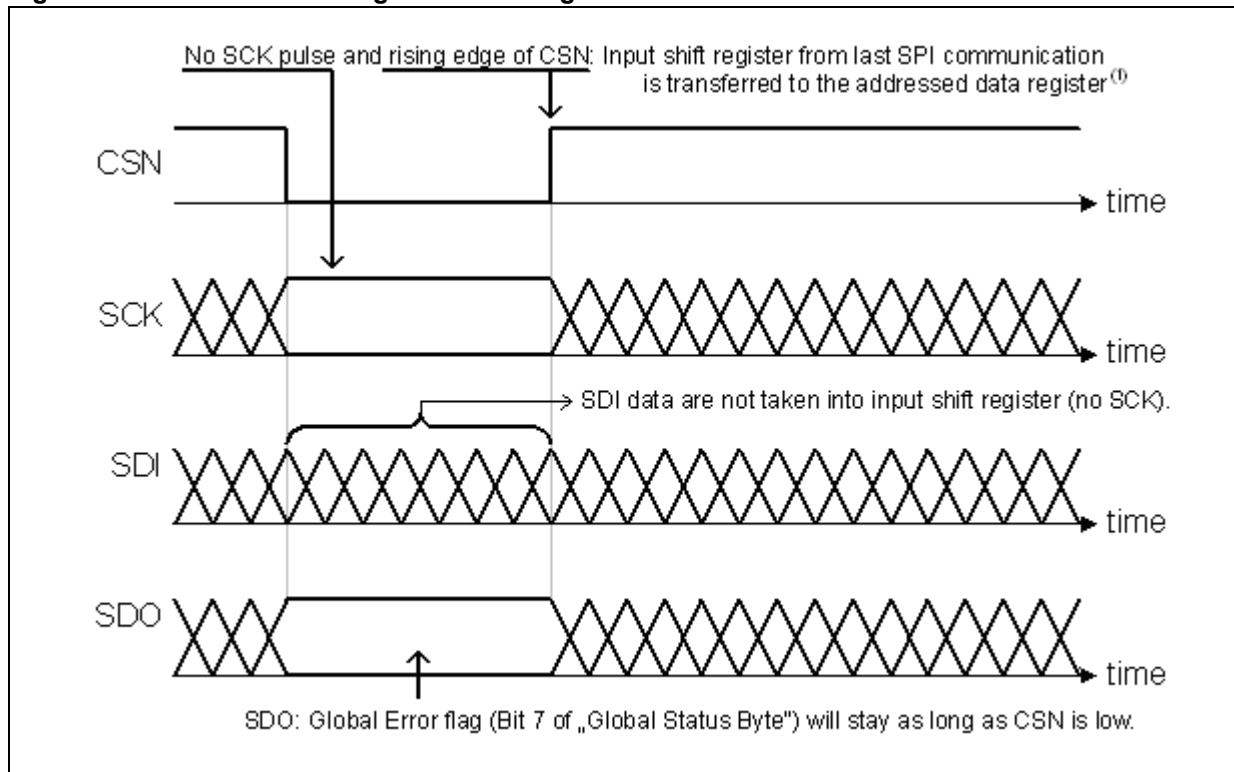 No SCK pulse and rising edge of CSN: Input shift register from last SPI communication
is transferred to the addressed data register(1)
CSN
time
SCK
time
SDI data are not taken into input shift register (no SCK).
SDI
time
SDO
time
SDO: Global Error flag (Bit 7 of „Global Status Byte") will stay as long as CSN is low.